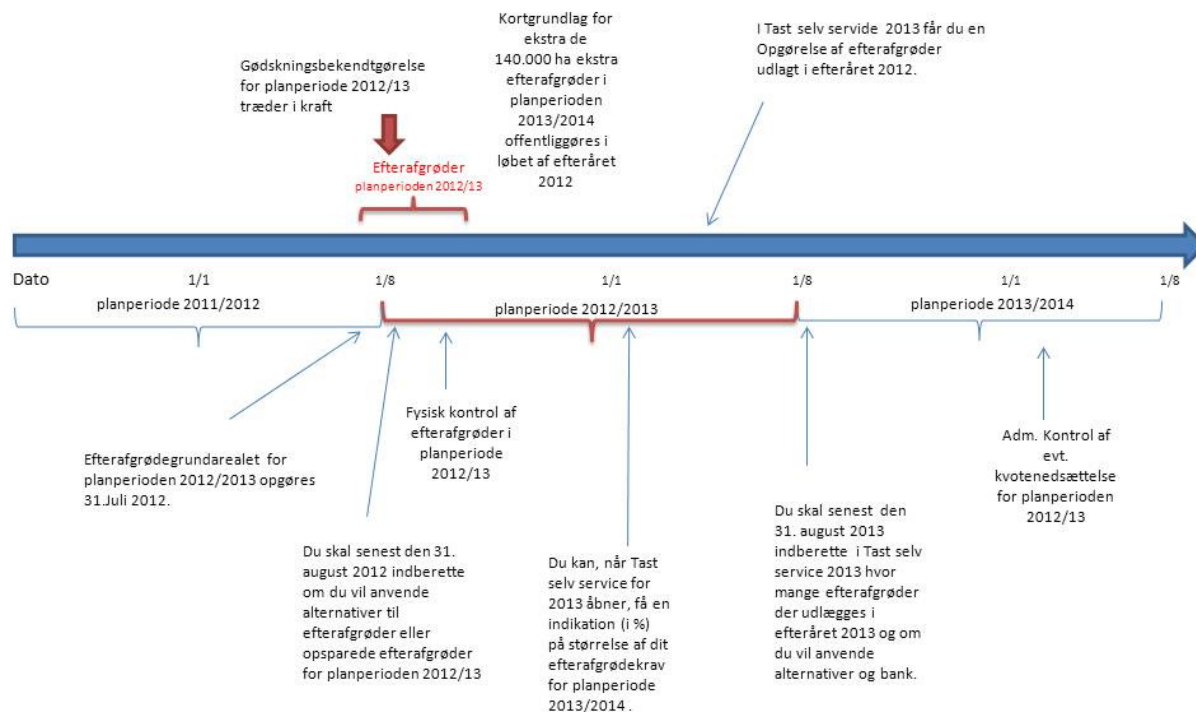 Kortgrundlag for
ekstra de
140.000 ha ekstra
efterafgrøder i
planperioden
2013/2014
offentliggøres i
løbet af efteråret
2012
I Tast selv servide 2013 får du en
Opgørelse af efterafgrøder
udlagt i efteråret 2012.
Gødskningsbekendtgørelse
for planperiode 2012/13
træder i kraft
Efterafgrøder
planperioden 2012/13
Dato
1/1
1/8
1/1
1/8
1/1
1/8
planperiode 2011/2012
planperiode 2012/2013
planperiode 2013/2014
Efterafgrødegrundarealet for
planperioden 2012/2013 opgøres
31.Juli 2012.
Fysisk kontrol af
efterafgrøder i
planperiode
2012/13
Adm. Kontrol af
evt.
kvotenedsættelse
for planperioden
2012/13
Du skal senest den 31.
august 2012 indberette
om du vil anvende
alternativer til
efterafgrøder eller
opsparede efterafgrøder
for planperioden 2012/13
Du kan, når Tast
selv service for
2013 åbner, få en
indikation (i %)
på størrelse af dit
efterafgrødekrav
for planperiode
2013/2014 .
Du skal senest den
31. august 2013
indberette i Tast selv
service 2013 hvor
mange efterafgrøder
der udlægges i
efteråret 2013 og om
du vil anvende
alternativer og bank.